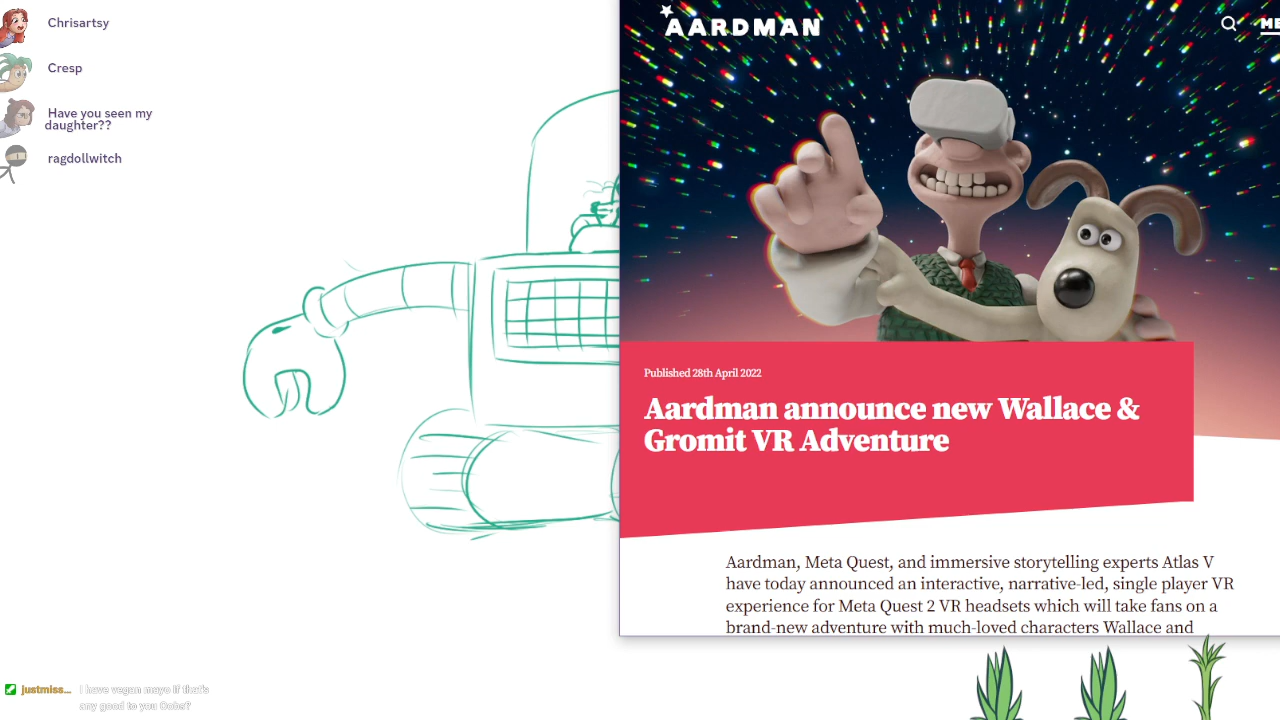 Chrisartsy
Cresp
Have you seen my
daughter??
ragdollwitch
AARDMAN
Published 28th April 2022
Aardman announce new Wallace &
Gromit VR Adventure
Aardman, Meta Quest, and immersive storytelling experts Atlas V
have today announced an interactive, narrative-led, single player VR
experience for Meta Quest 2 VR headsets which will take fans on a
brand-new adventure with much-loved characters Wallace and
justmiss... I have vegan mayo if that's
any good to you